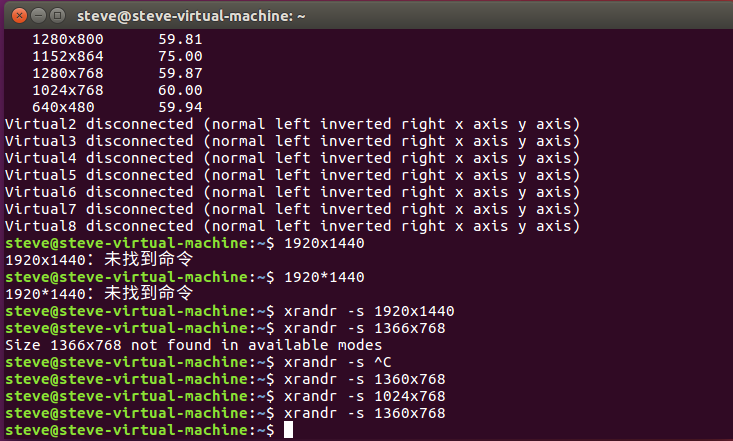 steve@steve-virtual-machine: ~
1280x800 59.81
1152x864 75.00
1280x768 59.87
1024x768 60.00
640x480 59.94
Virtual2 disconnected (normal left inverted right x axis y axis)
Virtual3 disconnected (normal left inverted right x axis y axis)
Virtual4 disconnected (normal left inverted right x axis y axis)
Virtual5 disconnected (normal left inverted right x axis y axis)
Virtual6 disconnected (normal left inverted right x axis y axis)
Virtual7 disconnected (normal left inverted right x axis y axis)
Virtual8 disconnected (normal left inverted right x axis y axis)
steve@steve-virtual-machine:~$ 1920x1440
1920x1440：未找到命令
steve@steve-virtual-machine:~$ 1920*1440
1920*1440：未找到命令
steve@steve-virtual-machine:~$ xrandr -s 1920x1440
steve@steve-virtual-machine:~$ xrandr -s 1366x768
Size 1366x768 not found in available modes
steve@steve-virtual-machine:~$ xrandr -s ^C
steve@steve-virtual-machine:~$ xrandr -s 1360x768
steve@steve-virtual-machine:~$ xrandr -s 1024x768
steve@steve-virtual-machine:~$ xrandr -s 1360x768
steve@steve-virtual-machine:~$